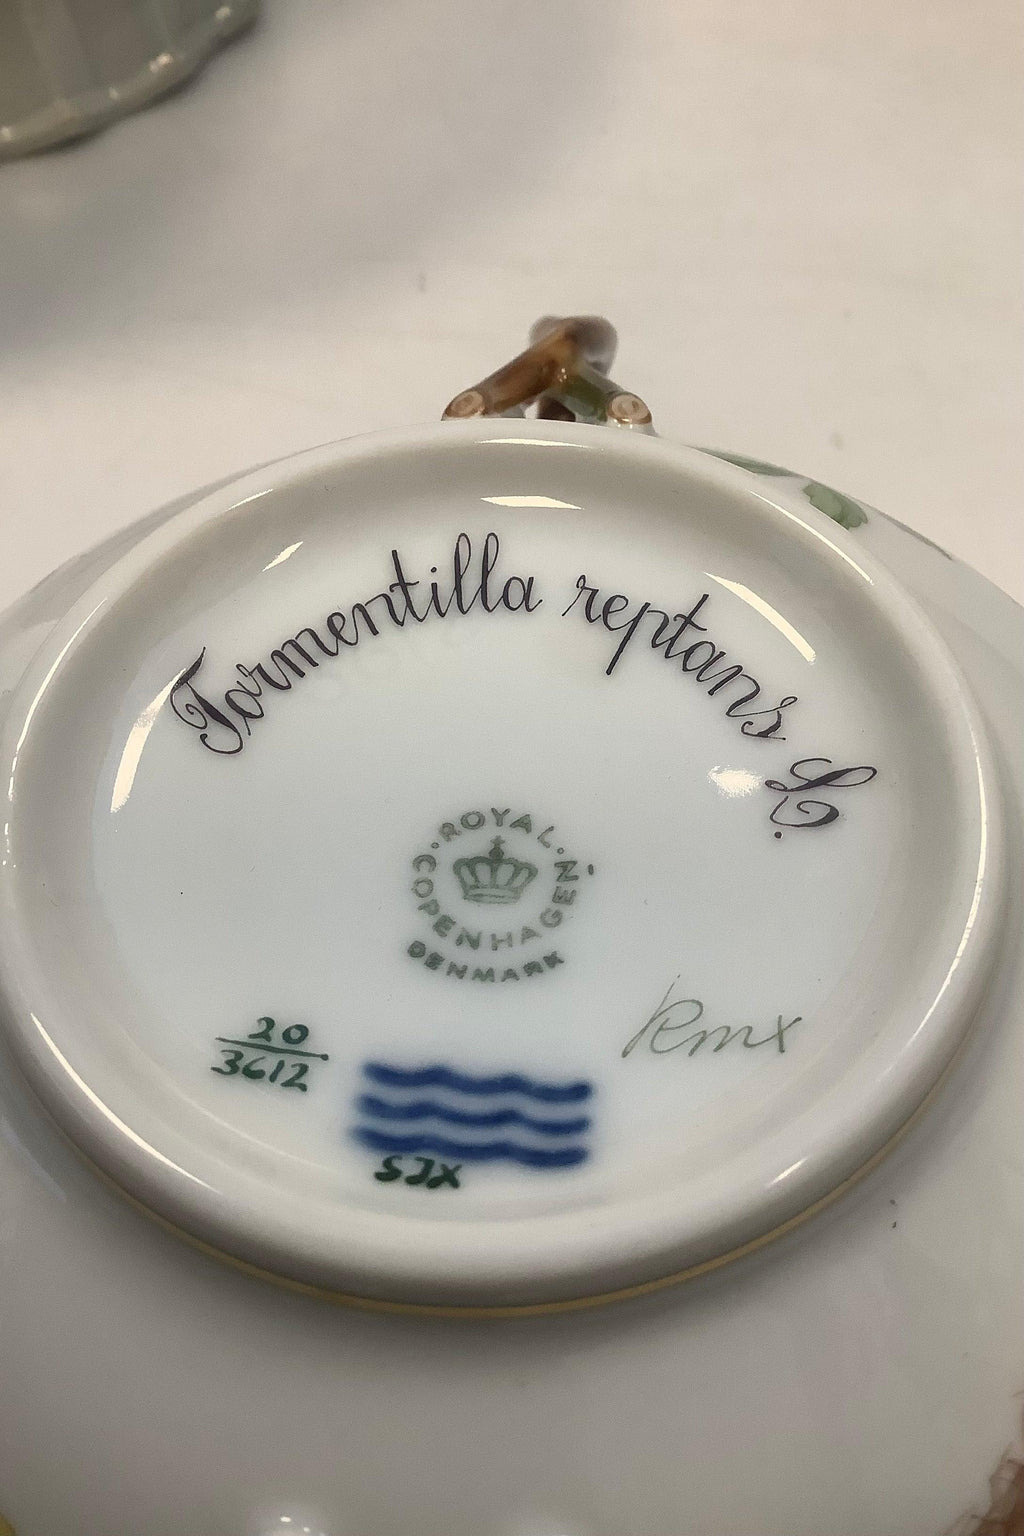 Tormentilla reptans L.
ROYAL COPENHAGEN
DENMARK
20
3612
Rmx
SJX